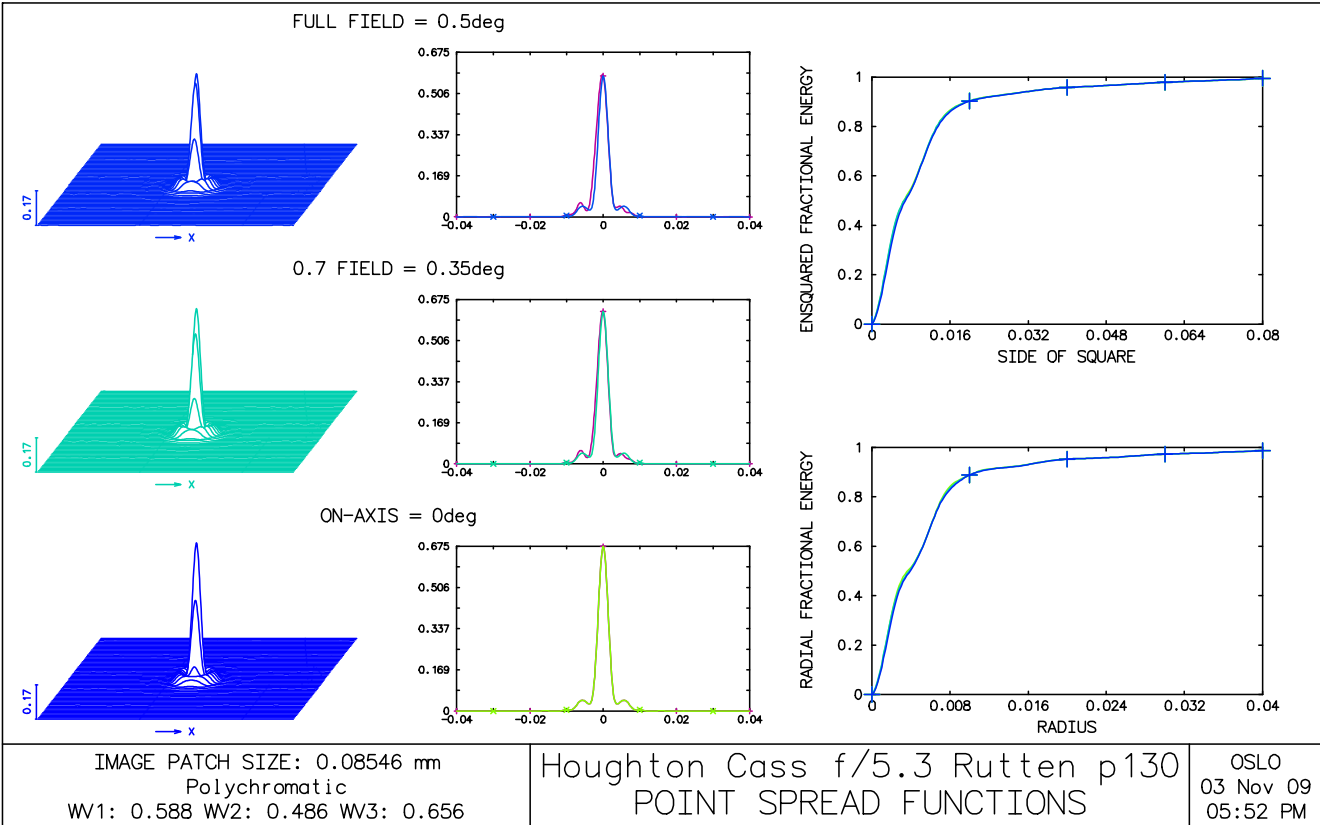 FULL FIELD = 0.5deg
0.675
0.506
0.337
0.169
0
-0.04 -0.02 0 0.02 0.04
0.17
x
0.7 FIELD = 0.35deg
0.675
0.506
0.337
0.169
0
-0.04 -0.02 0 0.02 0.04
0.17
x
ON-AXIS = 0deg
0.675
0.506
0.337
0.169
0
-0.04 -0.02 0 0.02 0.04
0.17
x
ENSQUARED FRACTIONAL ENERGY
1
0.8
0.6
0.4
0.2
0
0 0.016 0.032 0.048 0.064 0.08
SIDE OF SQUARE
RADIAL FRACTIONAL ENERGY
1
0.8
0.6
0.4
0.2
0
0 0.008 0.016 0.024 0.032 0.04
RADIUS
IMAGE PATCH SIZE: 0.08546 mm
Polychromatic
WV1: 0.588 WV2: 0.486 WV3: 0.656
Houghton Cass f/5.3 Rutten p130
POINT SPREAD FUNCTIONS
OSLO
03 Nov 09
05:52 PM